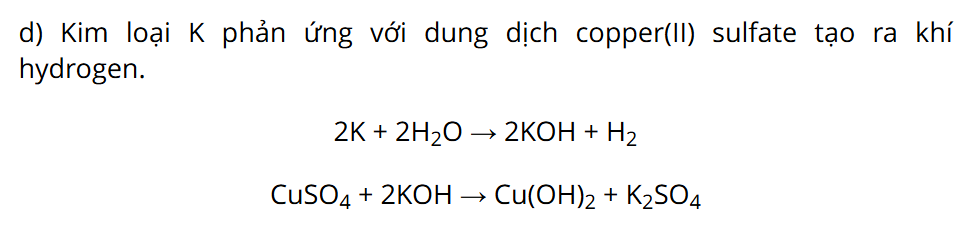 d) Kim loại K phản ứng với dung dịch copper(II) sulfate tạo ra khí
hydrogen.
2K + 2H₂O → 2KOH + H₂
CuSO₄ + 2KOH → Cu(OH)₂ + K₂SO₄